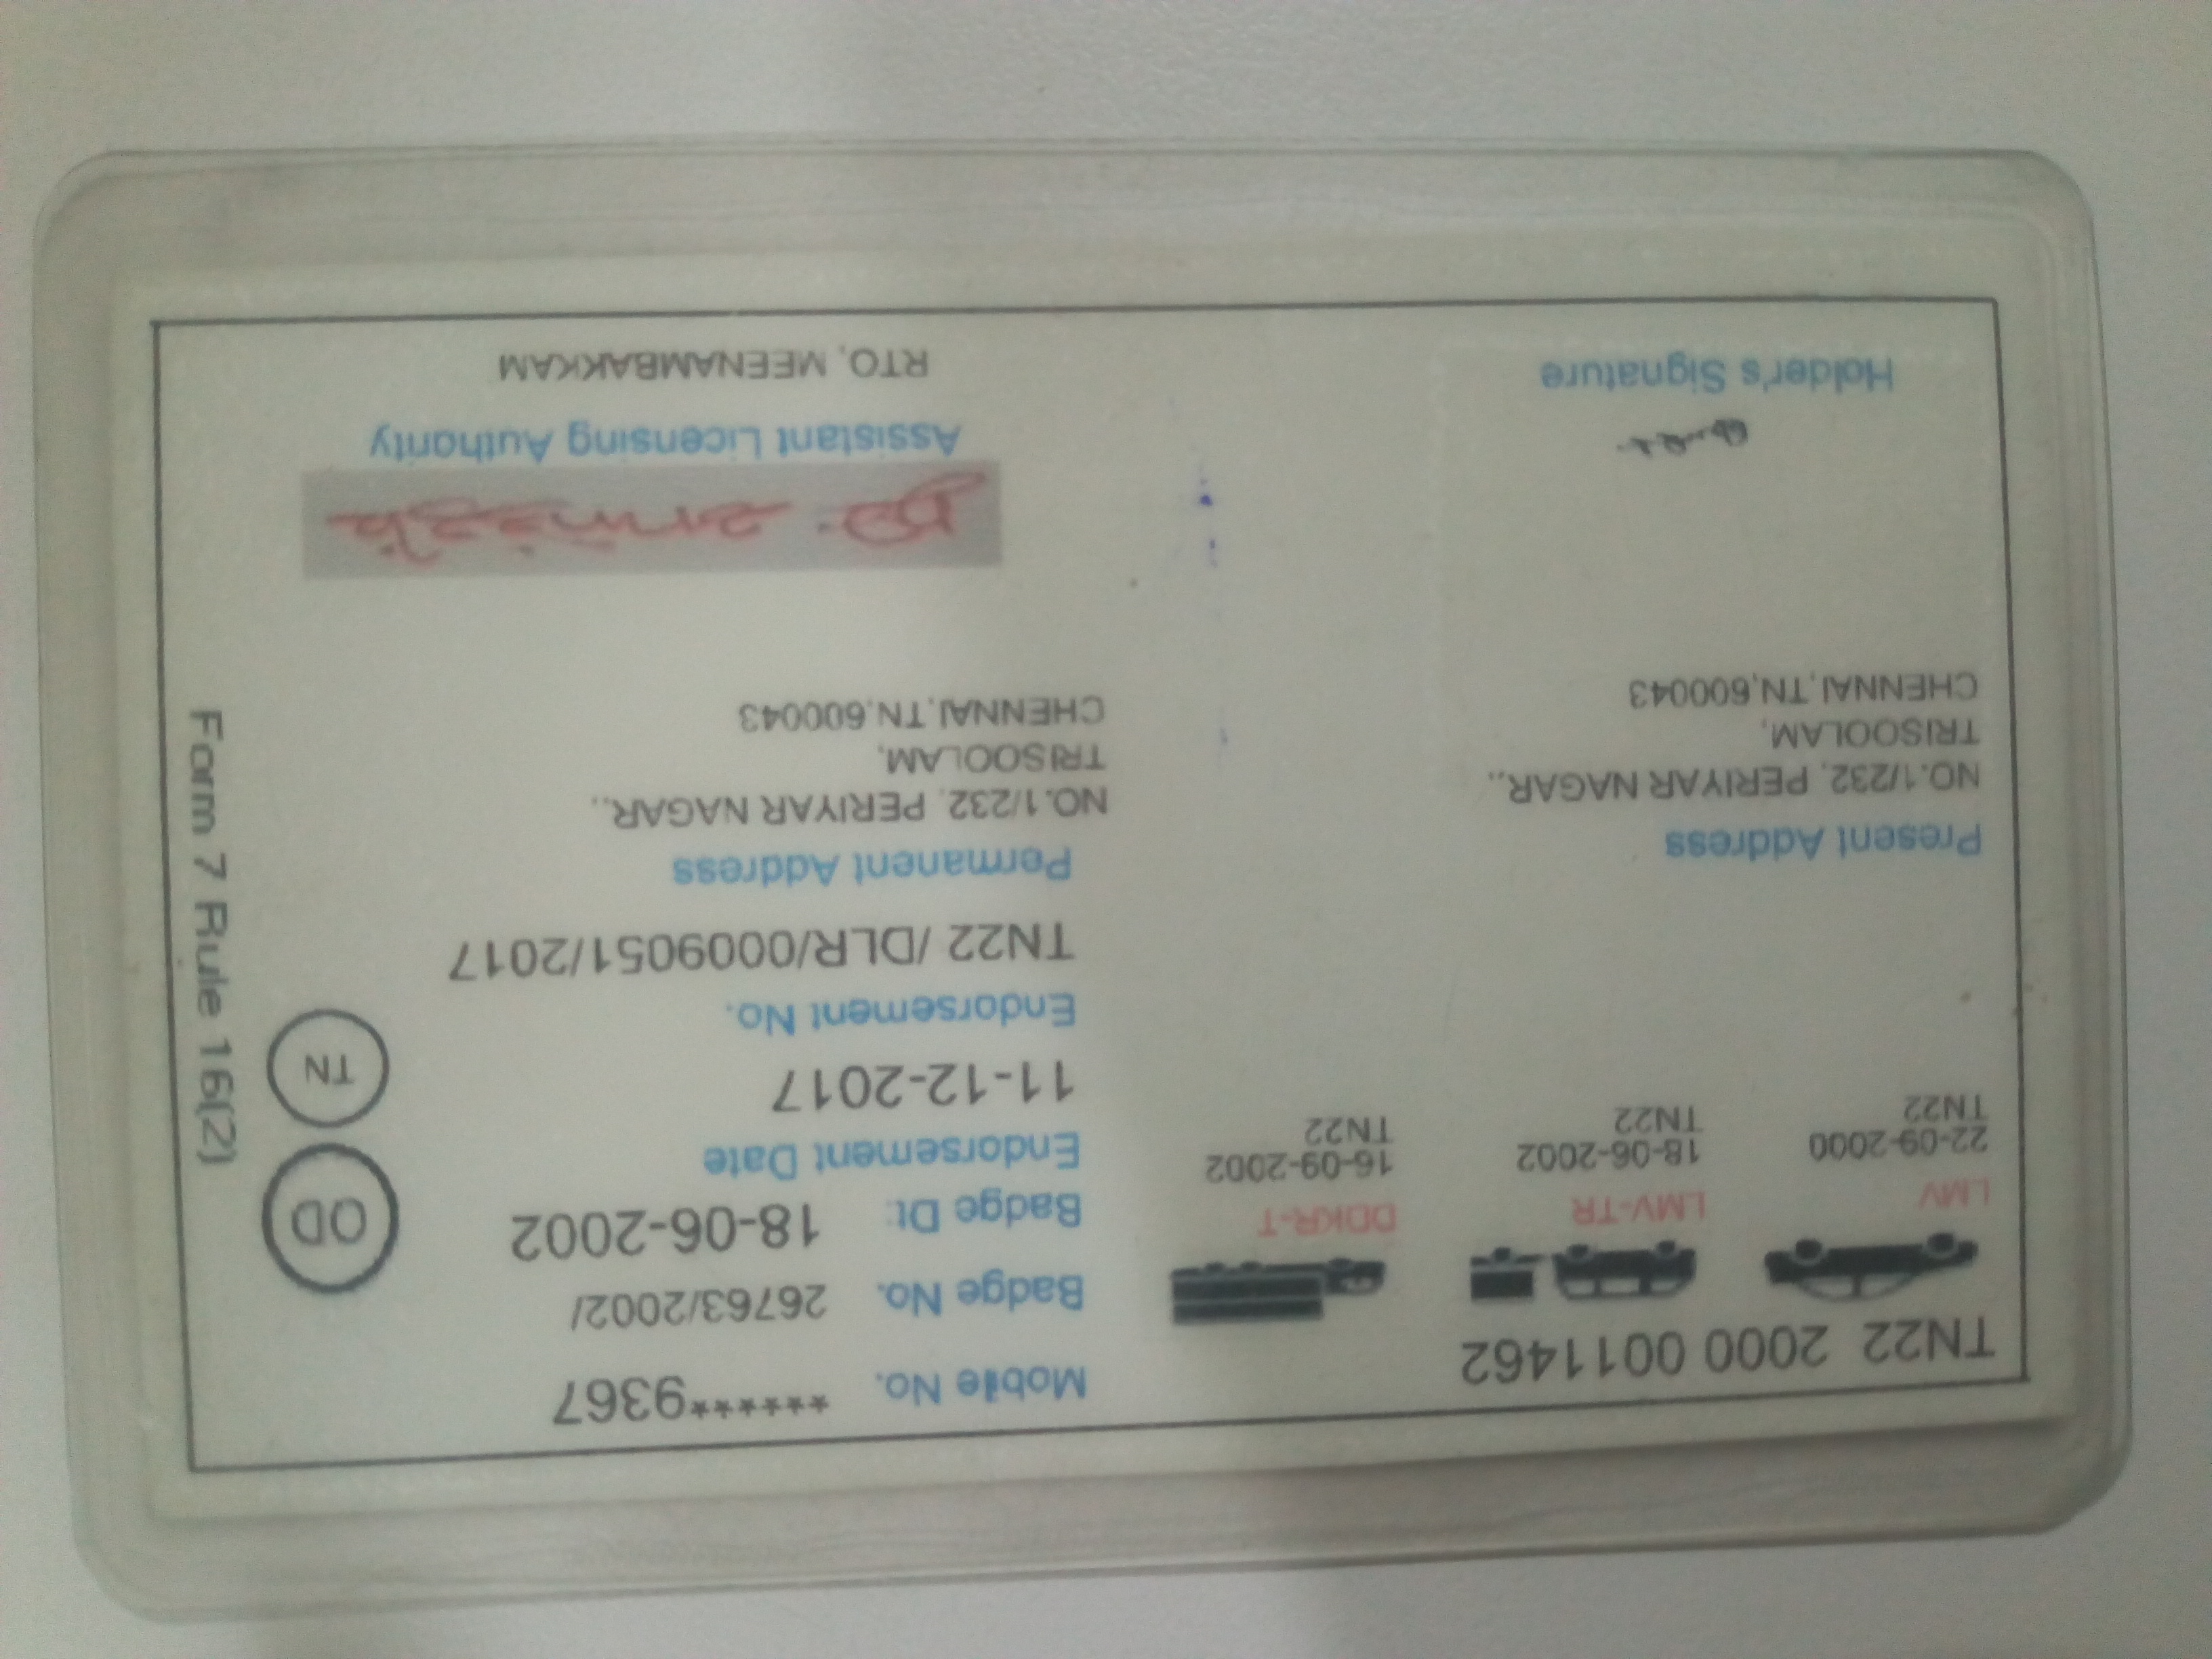 TN22 2000 0011462
LMV
22-09-2000
TN22
LMV-TR
18-06-2002
TN22
DDKR-T
16-09-2002
TN22
Present Address
NO.1/232, PERIYAR NAGAR,.
TRISOOLAM,
CHENNAI,TN,600043
Holder's Signature
Mobile No. ******9367
Badge No. 26763/2002/
Badge Dt. 18-06-2002
Endorsement Date
11-12-2017
Endorsement No.
TN22 /DLR/0009051/2017
Permanent Address
NO.1/232, PERIYAR NAGAR,.
TRISOOLAM,
CHENNAI,TN,600043
Assistant Licensing Authority
RTO, MEENAMBAKKAM
OD
TN
Form 7 Rule 16(2)